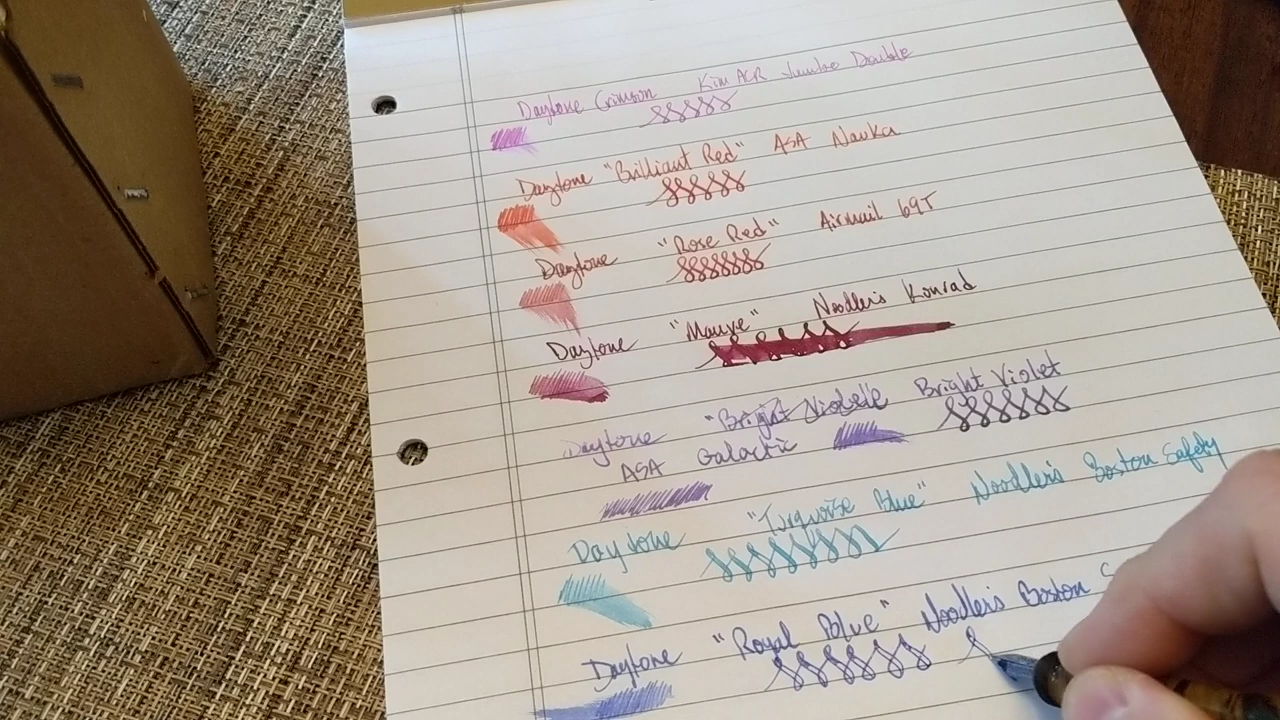 Daytone Crimson Kim ACR Jumbo Double
Daytone "Brilliant Red" ASA Nauka
Daytone "Rose Red" Airmail 69T
Daytone "Mauve" Noodler's Konrad
Daytone "Bright Violet Bright Violet
ASA Galactic
Daytone "Turquoise Blue" Noodler's Boston Safety
Daytone "Royal Blue" Noodler's Boston